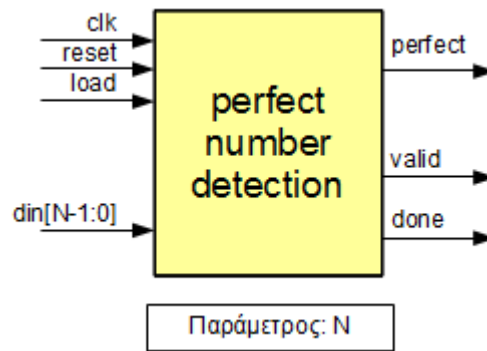 clk
reset
load
din[N-1:0]
perfect
number
detection
perfect
valid
done
Παράμετρος: N